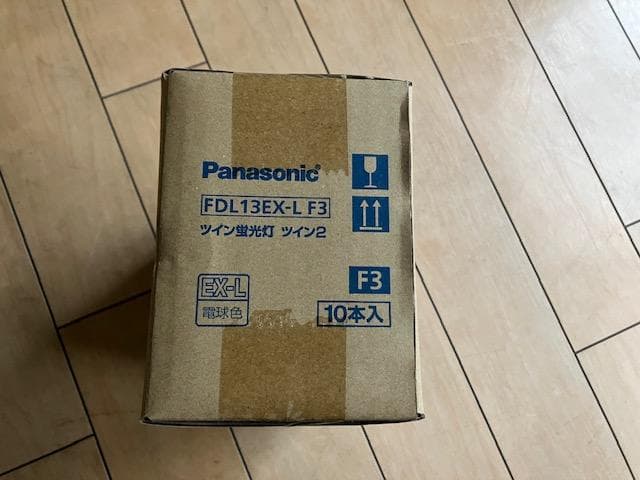 Panasonic
FDL13EX-L F3
ツイン蛍光灯 ツイン2
F3
EX-L
電球色
10本入